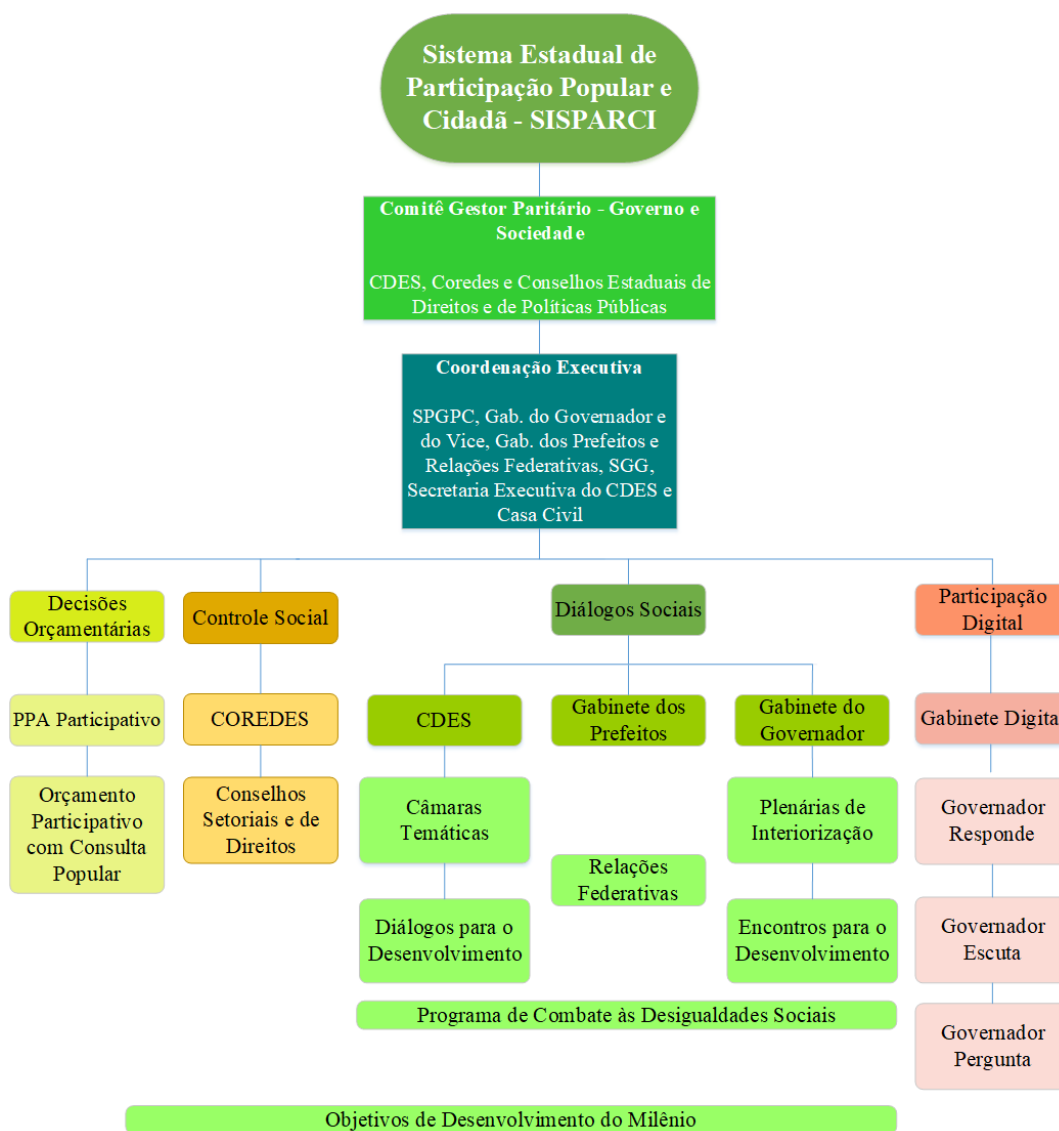 Sistema Estadual de
Participação Popular e
Cidadã - SISPARCI
Comitê Gestor Paritário - Governo e
Sociedade
CDES, Coredes e Conselhos Estaduais de
Direitos e de Políticas Públicas
Coordenação Executiva
SPGPC, Gab. do Governador e
do Vice, Gab. dos Prefeitos e
Relações Federativas, SGG,
Secretaria Executiva do CDES e
Casa Civil
Decisões
Orçamentárias
Controle Social
Diálogos Sociais
Participação
Digital
PPA Participativo
COREDES
CDES
Gabinete dos
Prefeitos
Gabinete do
Governador
Gabinete Digital
Orçamento
Participativo
com Consulta
Popular
Conselhos
Setoriais e de
Direitos
Câmaras
Temáticas
Plenárias de
Interiorização
Governador
Responde
Relações
Federativas
Diálogos para o
Desenvolvimento
Encontros para o
Desenvolvimento
Governador
Escuta
Programa de Combate às Desigualdades Sociais
Governador
Pergunta
Objetivos de Desenvolvimento do Milênio